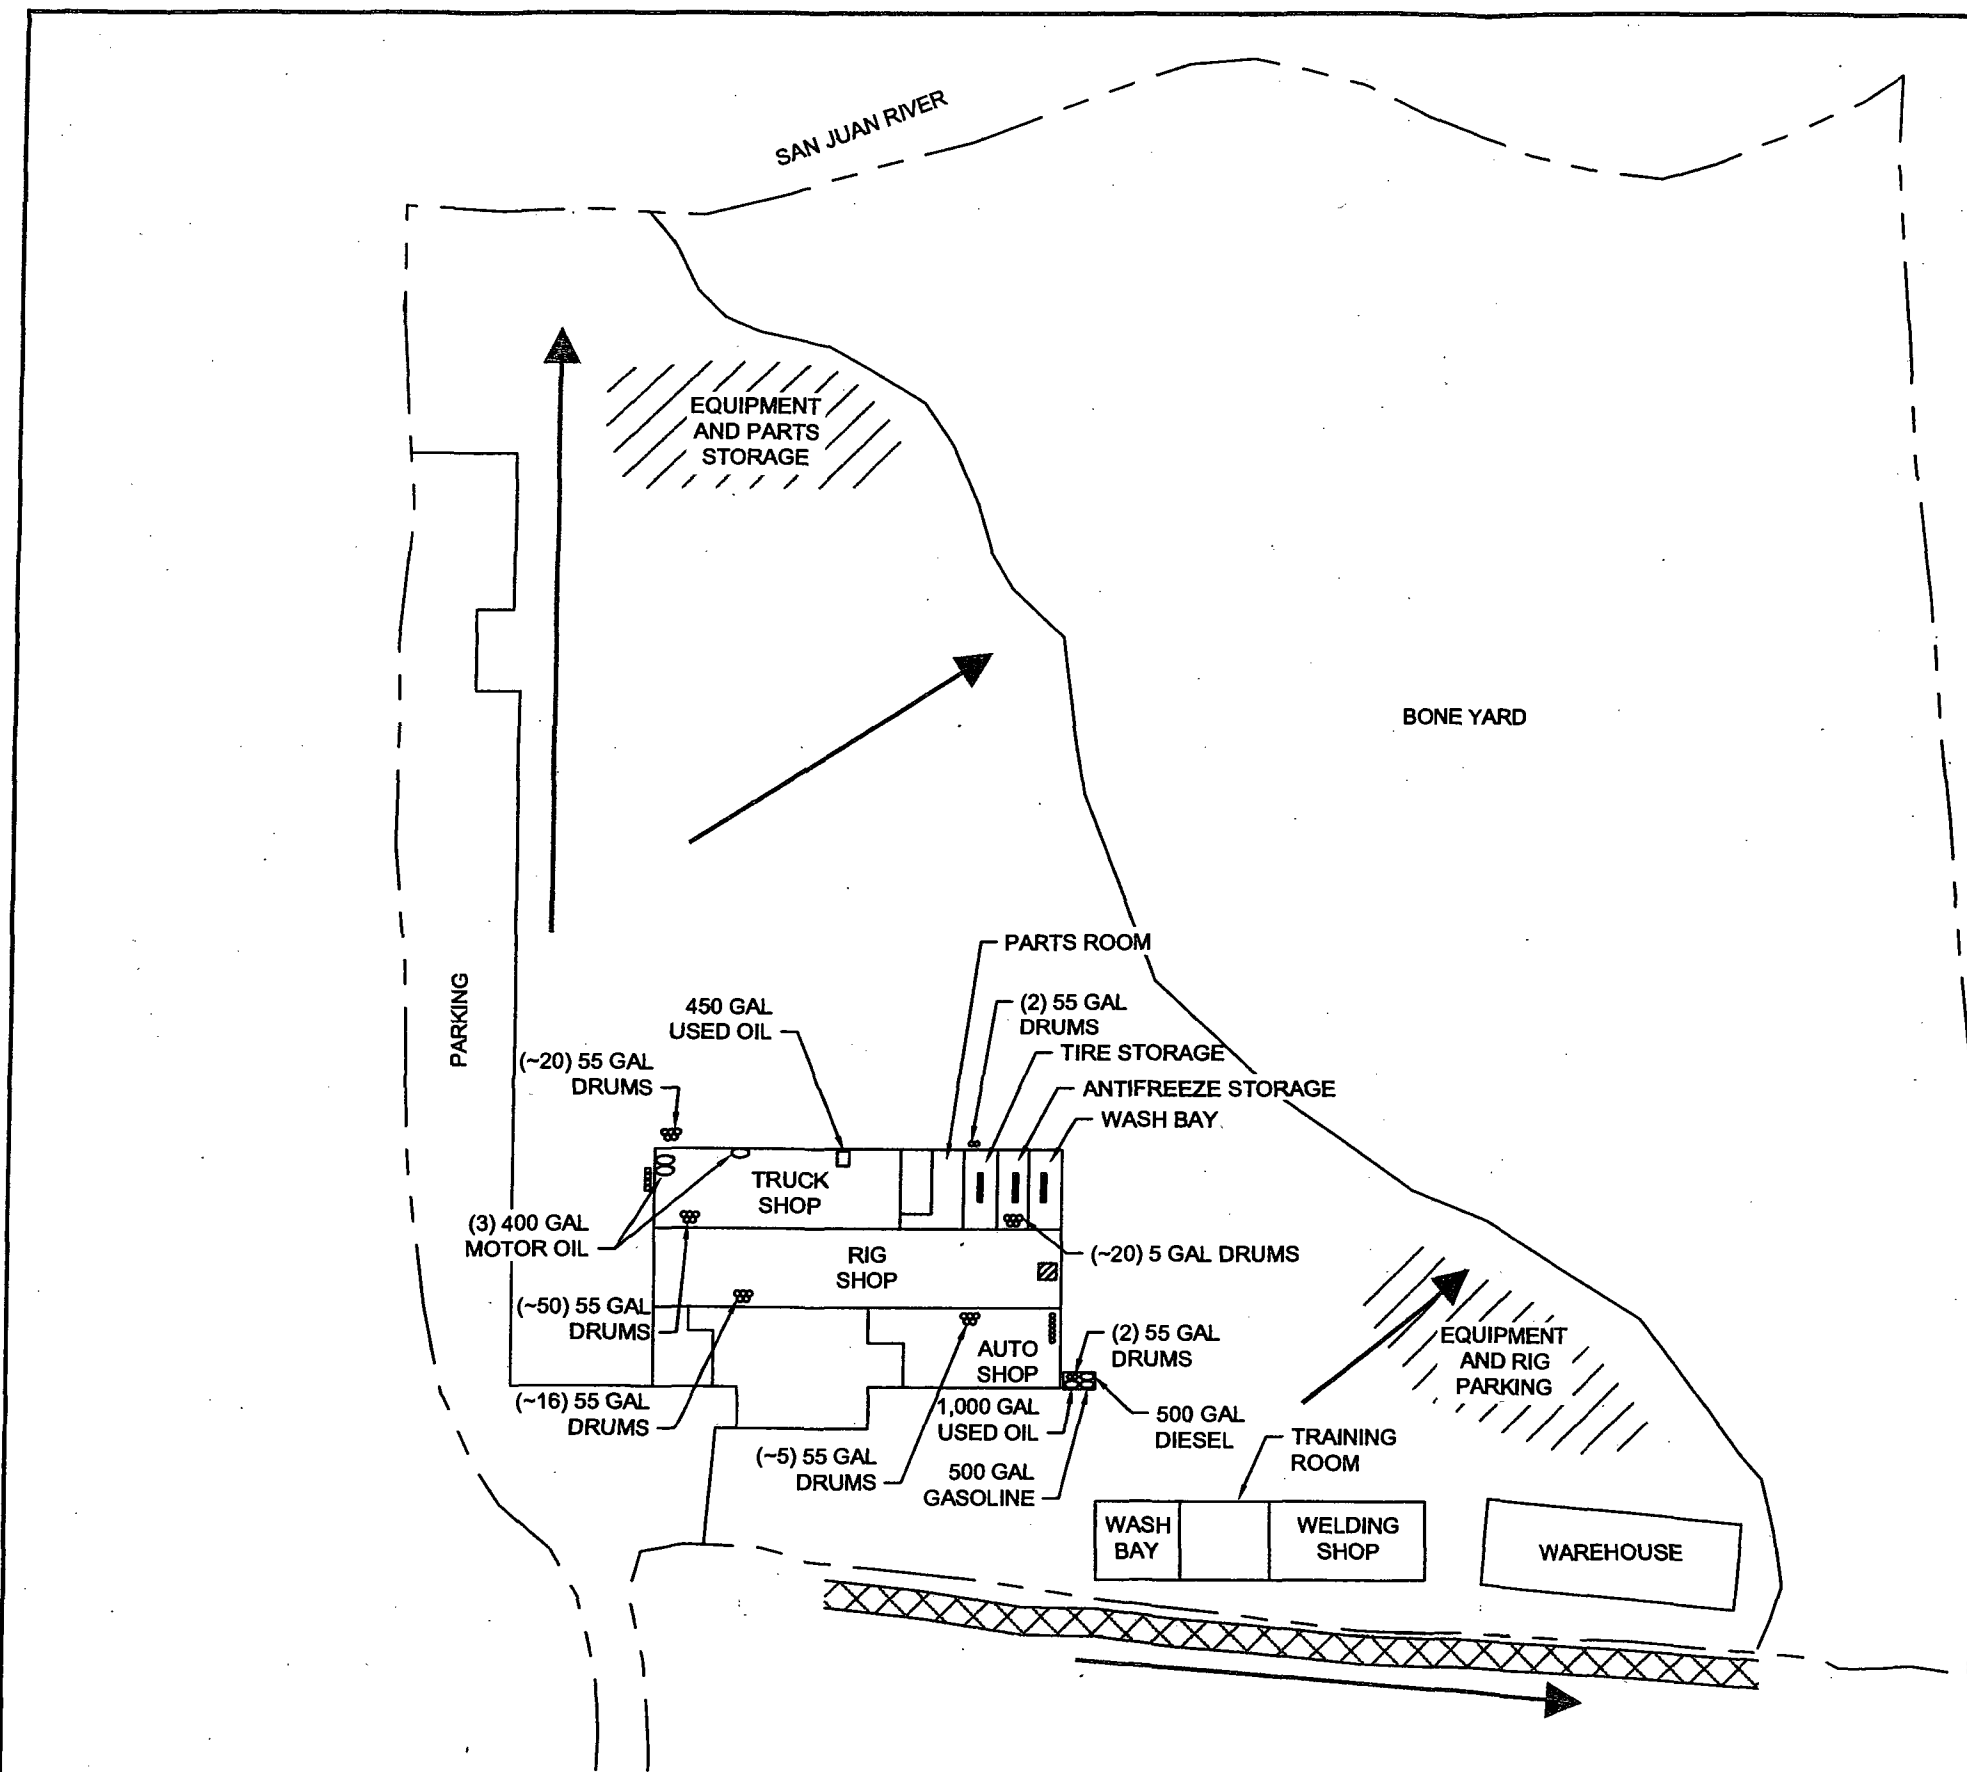 SAN JUAN RIVER
EQUIPMENT
AND PARTS
STORAGE
BONE YARD
PARKING
PARTS ROOM
450 GAL
USED OIL
(2) 55 GAL
DRUMS
TIRE STORAGE
(~20) 55 GAL
DRUMS
ANTIFREEZE STORAGE
WASH BAY
TRUCK
SHOP
(3) 400 GAL
MOTOR OIL
RIG
SHOP
(~20) 5 GAL DRUMS
(~50) 55 GAL
DRUMS
AUTO
SHOP
(2) 55 GAL
DRUMS
EQUIPMENT
AND RIG
PARKING
(~16) 55 GAL
DRUMS
1,000 GAL
USED OIL
500 GAL
DIESEL
TRAINING
ROOM
(~5) 55 GAL
DRUMS
500 GAL
GASOLINE
WASH
BAY
WELDING
SHOP
WAREHOUSE